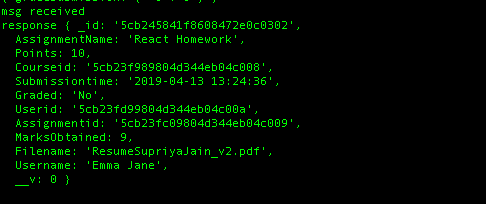 msg received
response { _id: '5cb245841f8608472e0c0302',
AssignmentName: 'React Homework',
Points: 10,
Courseid: '5cb23f989804d344eb04c008',
Submissiontime: '2019-04-13 13:24:36',
Graded: 'No',
Userid: '5cb23fd99804d344eb04c00a',
Assignmentid: '5cb23fc09804d344eb04c009',
MarksObtained: 9,
Filename: 'ResumeSupriyaJain_v2.pdf',
Username: 'Emma Jane',
__v: 0 }